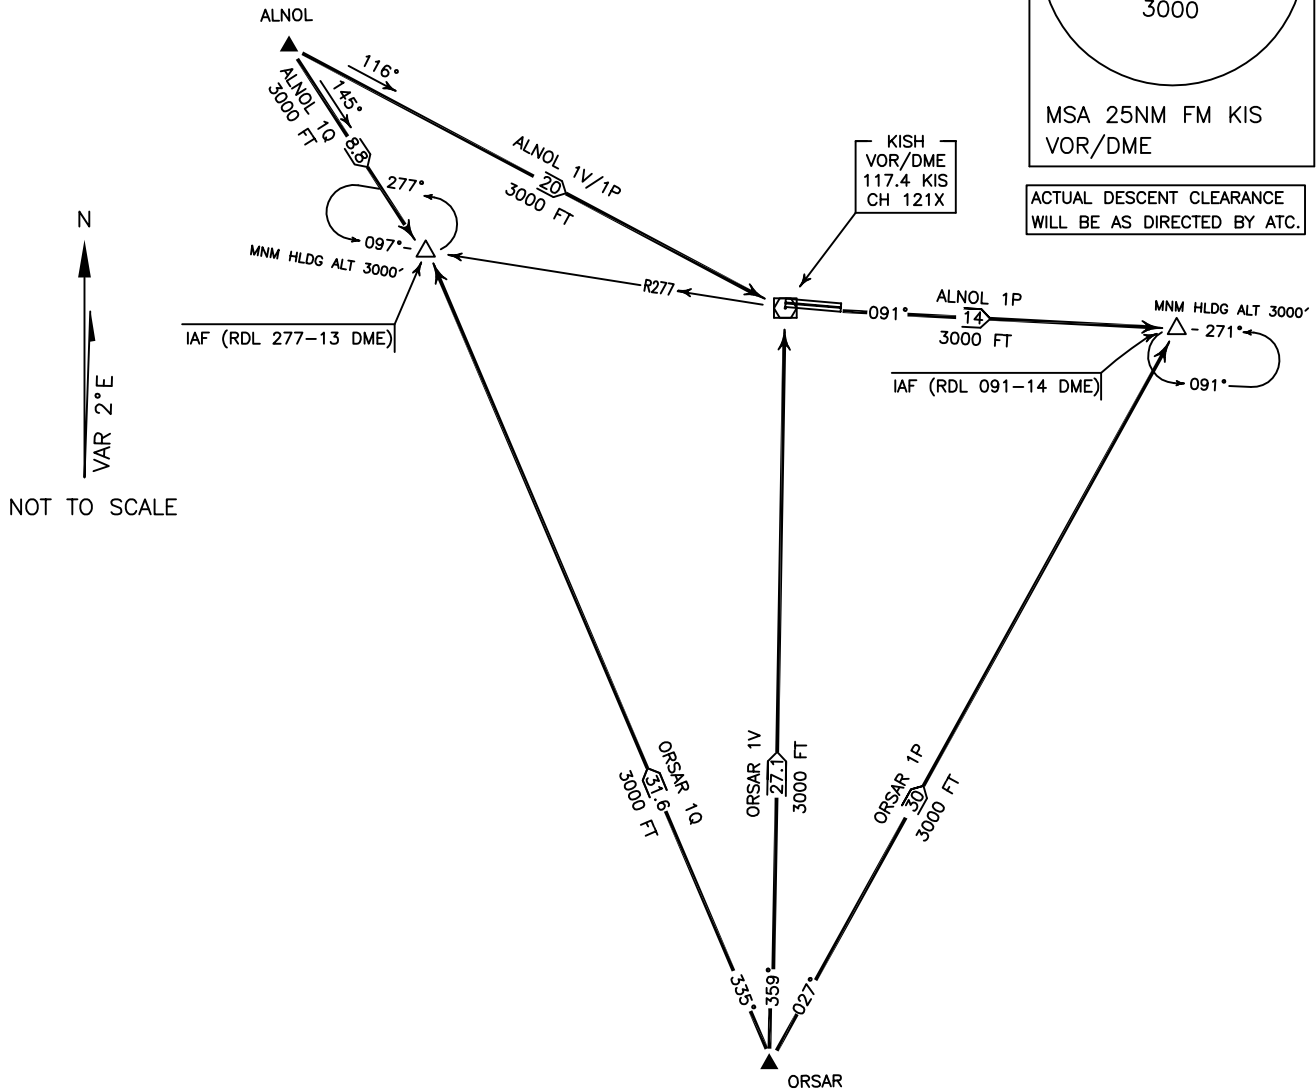 ALNOL
3000
MSA 25NM FM KIS
VOR/DME
ACTUAL DESCENT CLEARANCE
WILL BE AS DIRECTED BY ATC.
116°
145°
ALNOL 1Q
3000 FT
8.8
ALNOL 1V/1P
20
3000 FT
KISH
VOR/DME
117.4 KIS
CH 121X
277°
097°
MNM HLDG ALT 3000'
R277
IAF (RDL 277-13 DME)
091°
ALNOL 1P
14
3000 FT
MNM HLDG ALT 3000'
271°
091°
IAF (RDL 091-14 DME)
N
VAR 2°E
NOT TO SCALE
ORSAR 1Q
31.6
3000 FT
ORSAR 1V
27.1
3000 FT
ORSAR 1P
30
3000 FT
335°
359°
027°
ORSAR